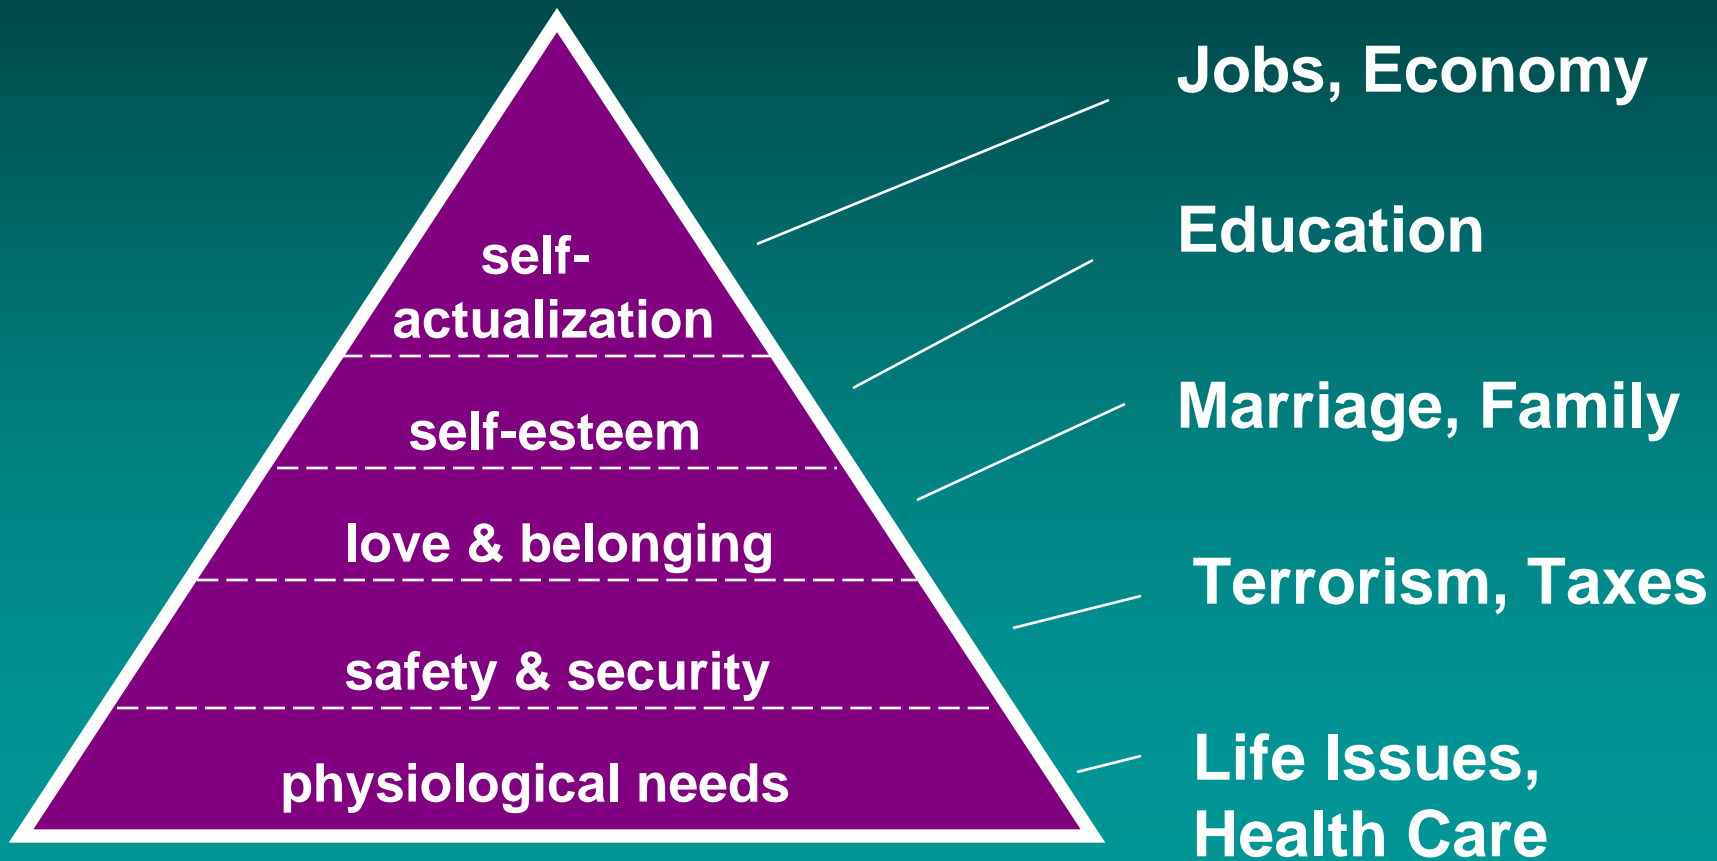 Jobs, Economy
self-
actualization
Education
self-esteem
Marriage, Family
love & belonging
Terrorism, Taxes
safety & security
physiological needs
Life Issues,
Health Care